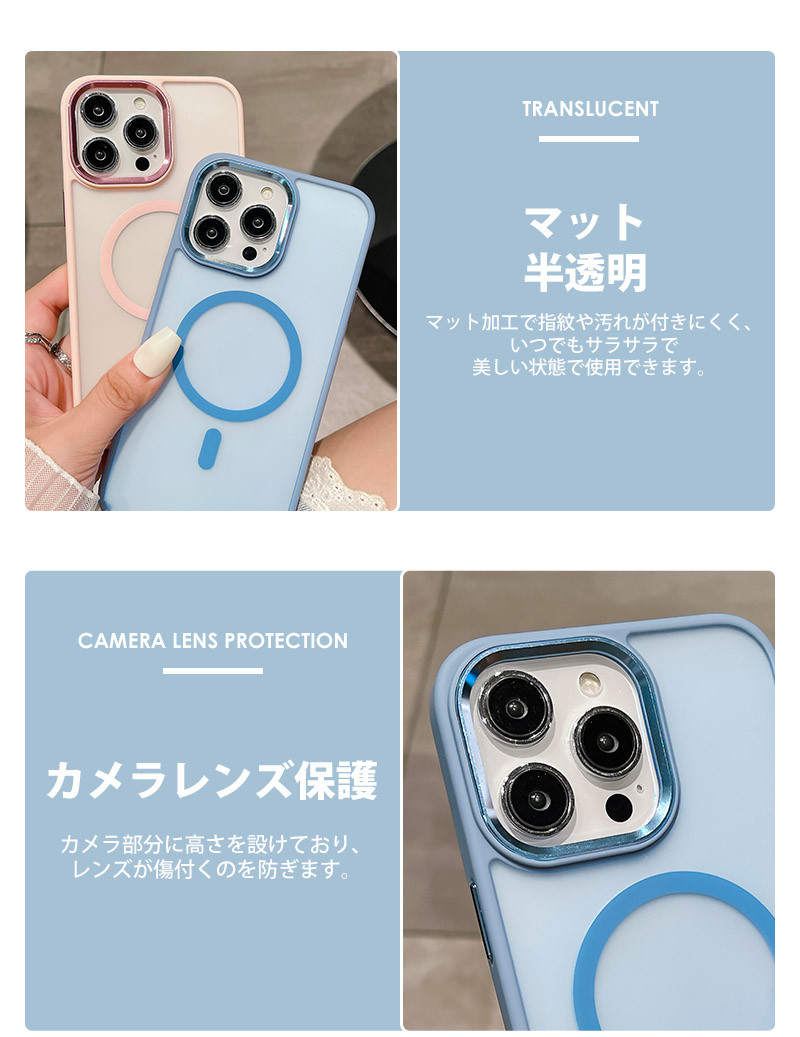 TRANSLUCENT
マット
半透明
マット加工で指紋や汚れが付きにくく、
いつでもサラサラで
美しい状態で使用できます。
CAMERA LENS PROTECTION
カメラレンズ保護
カメラ部分に高さを設けており、
レンズが傷付くのを防ぎます。